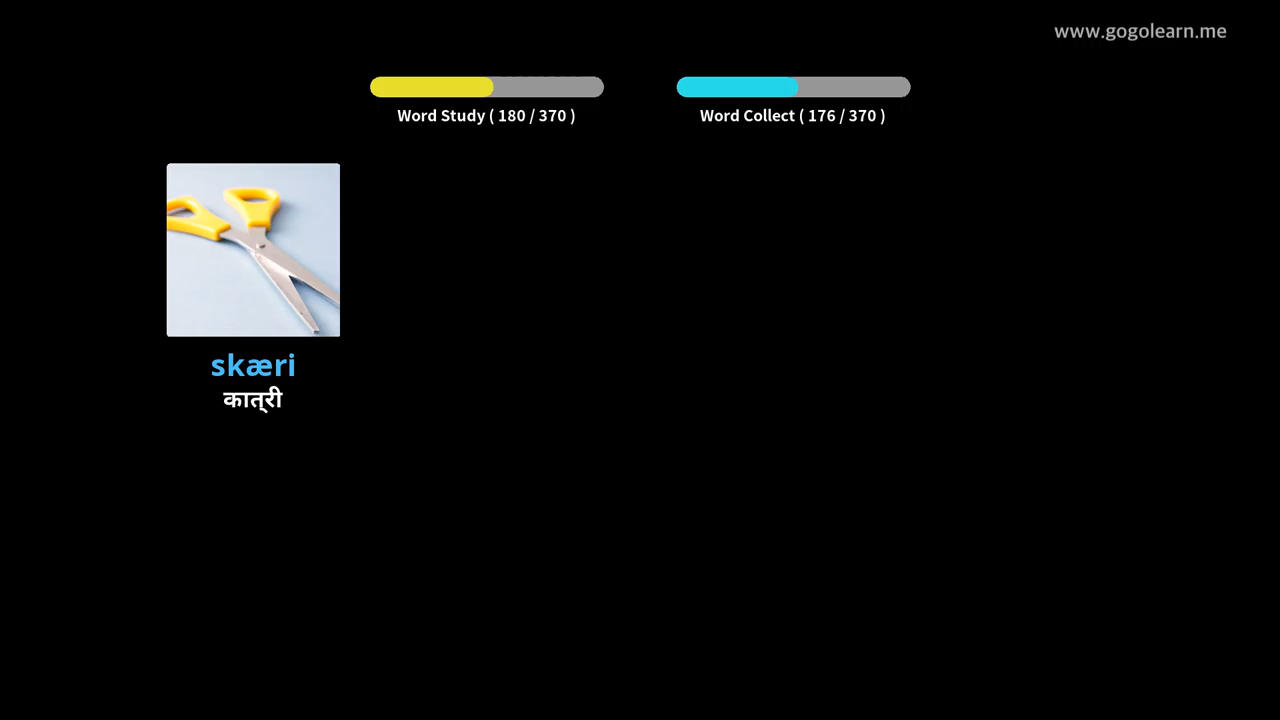 www.gogolearn.me
Word Study ( 180 / 370 )
Word Collect ( 176 / 370 )
skæri
कात्री